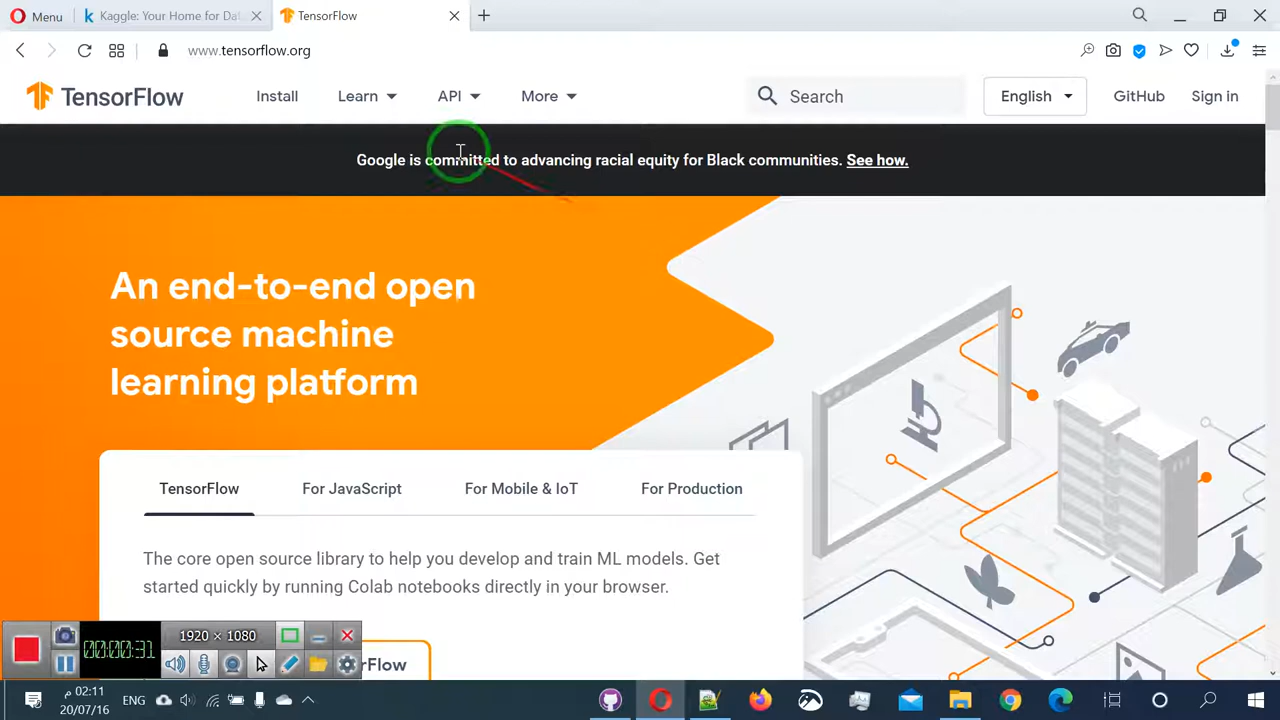 Menu
Kaggle: Your Home for Dat
TensorFlow
www.tensorflow.org
TensorFlow
Install
Learn
API
More
Search
English
GitHub
Sign in
Google is committed to advancing racial equity for Black communities. See how.
An end-to-end open
source machine
learning platform
TensorFlow
For JavaScript
For Mobile & IoT
For Production
The core open source library to help you develop and train ML models. Get
started quickly by running Colab notebooks directly in your browser.
rFlow
00:00:31
1920 × 1080
02:11 م
ENG
20/07/16